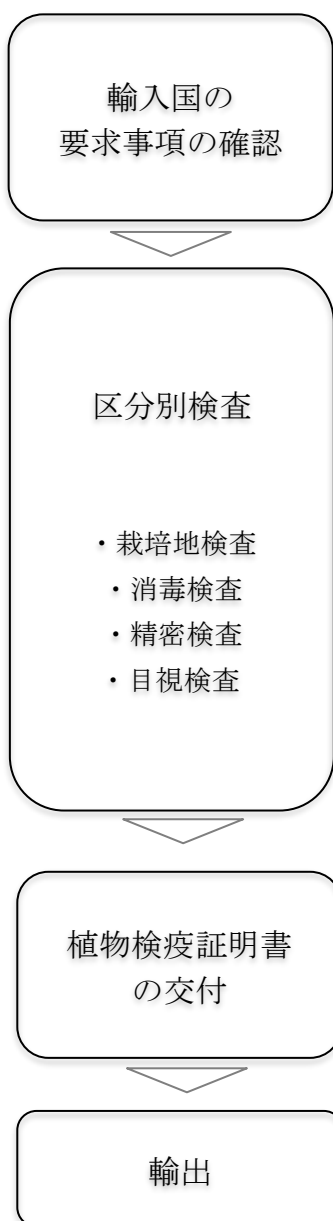 輸入国の
要求事項の確認
区分別検査
・栽培地検査
・消毒検査
・精密検査
・目視検査
植物検疫証明書
の交付
輸出